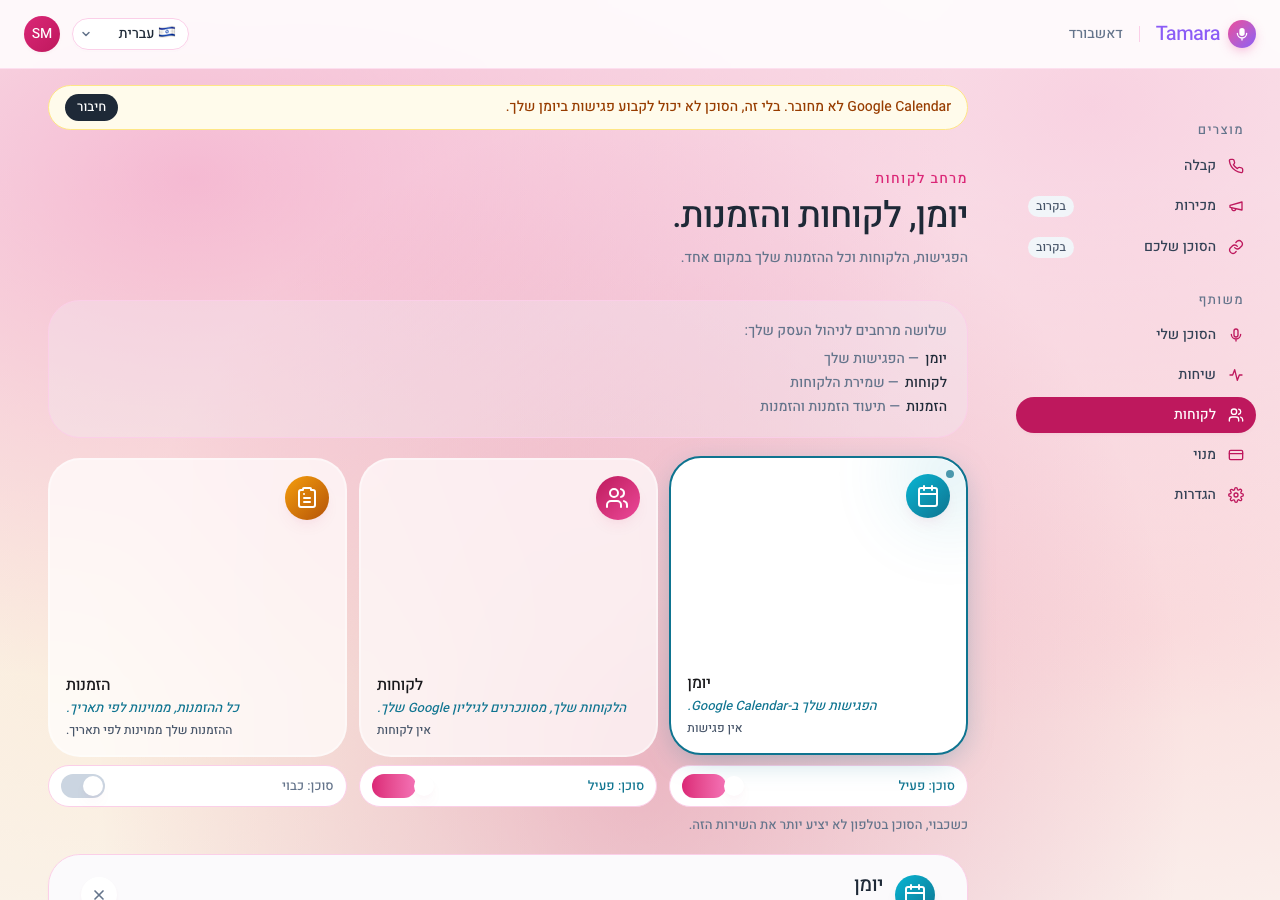 Tamara
דאשבורד
עברית
SM
Google Calendar לא מחובר. בלי זה, הסוכן לא יכול לקבוע פגישות ביומן שלך.
חיבור
מוצרים
קבלה
מכירות
בקרוב
הסוכן שלכם
בקרוב
משותף
הסוכן שלי
שיחות
לקוחות
מנוי
הגדרות
מרחב לקוחות
יומן, לקוחות והזמנות.
הפגישות, הלקוחות וכל ההזמנות שלך במקום אחד.
שלושה מרחבים לניהול העסק שלך:
יומן — הפגישות שלך
לקוחות — שמירת הלקוחות
הזמנות — תיעוד הזמנות והזמנות
יומן
הפגישות שלך ב-Google Calendar.
אין פגישות
לקוחות
הלקוחות שלך, מסונכרנים לגיליון Google שלך.
אין לקוחות
הזמנות
כל ההזמנות, ממוינות לפי תאריך.
ההזמנות שלך ממוינות לפי תאריך.
סוכן: פעיל
סוכן: פעיל
סוכן: כבוי
כשכבוי, הסוכן בטלפון לא יציע יותר את השירות הזה.
יומן